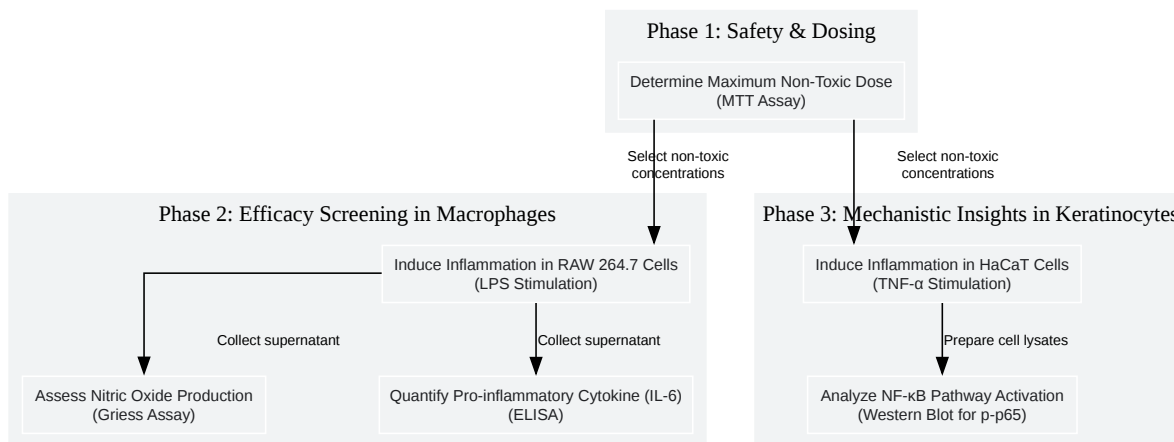 Phase 1: Safety & Dosing
Determine Maximum Non-Toxic Dose
(MTT Assay)
Select non-toxic
concentrations
Select non-toxic
concentrations
Phase 2: Efficacy Screening in Macrophages
Induce Inflammation in RAW 264.7 Cells
(LPS Stimulation)
Collect supernatant
Collect supernatant
Assess Nitric Oxide Production
(Griess Assay)
Quantify Pro-inflammatory Cytokine (IL-6)
(ELISA)
Phase 3: Mechanistic Insights in Keratinocytes
Induce Inflammation in HaCaT Cells
(TNF-α Stimulation)
Prepare cell lysates
Analyze NF-κB Pathway Activation
(Western Blot for p-p65)